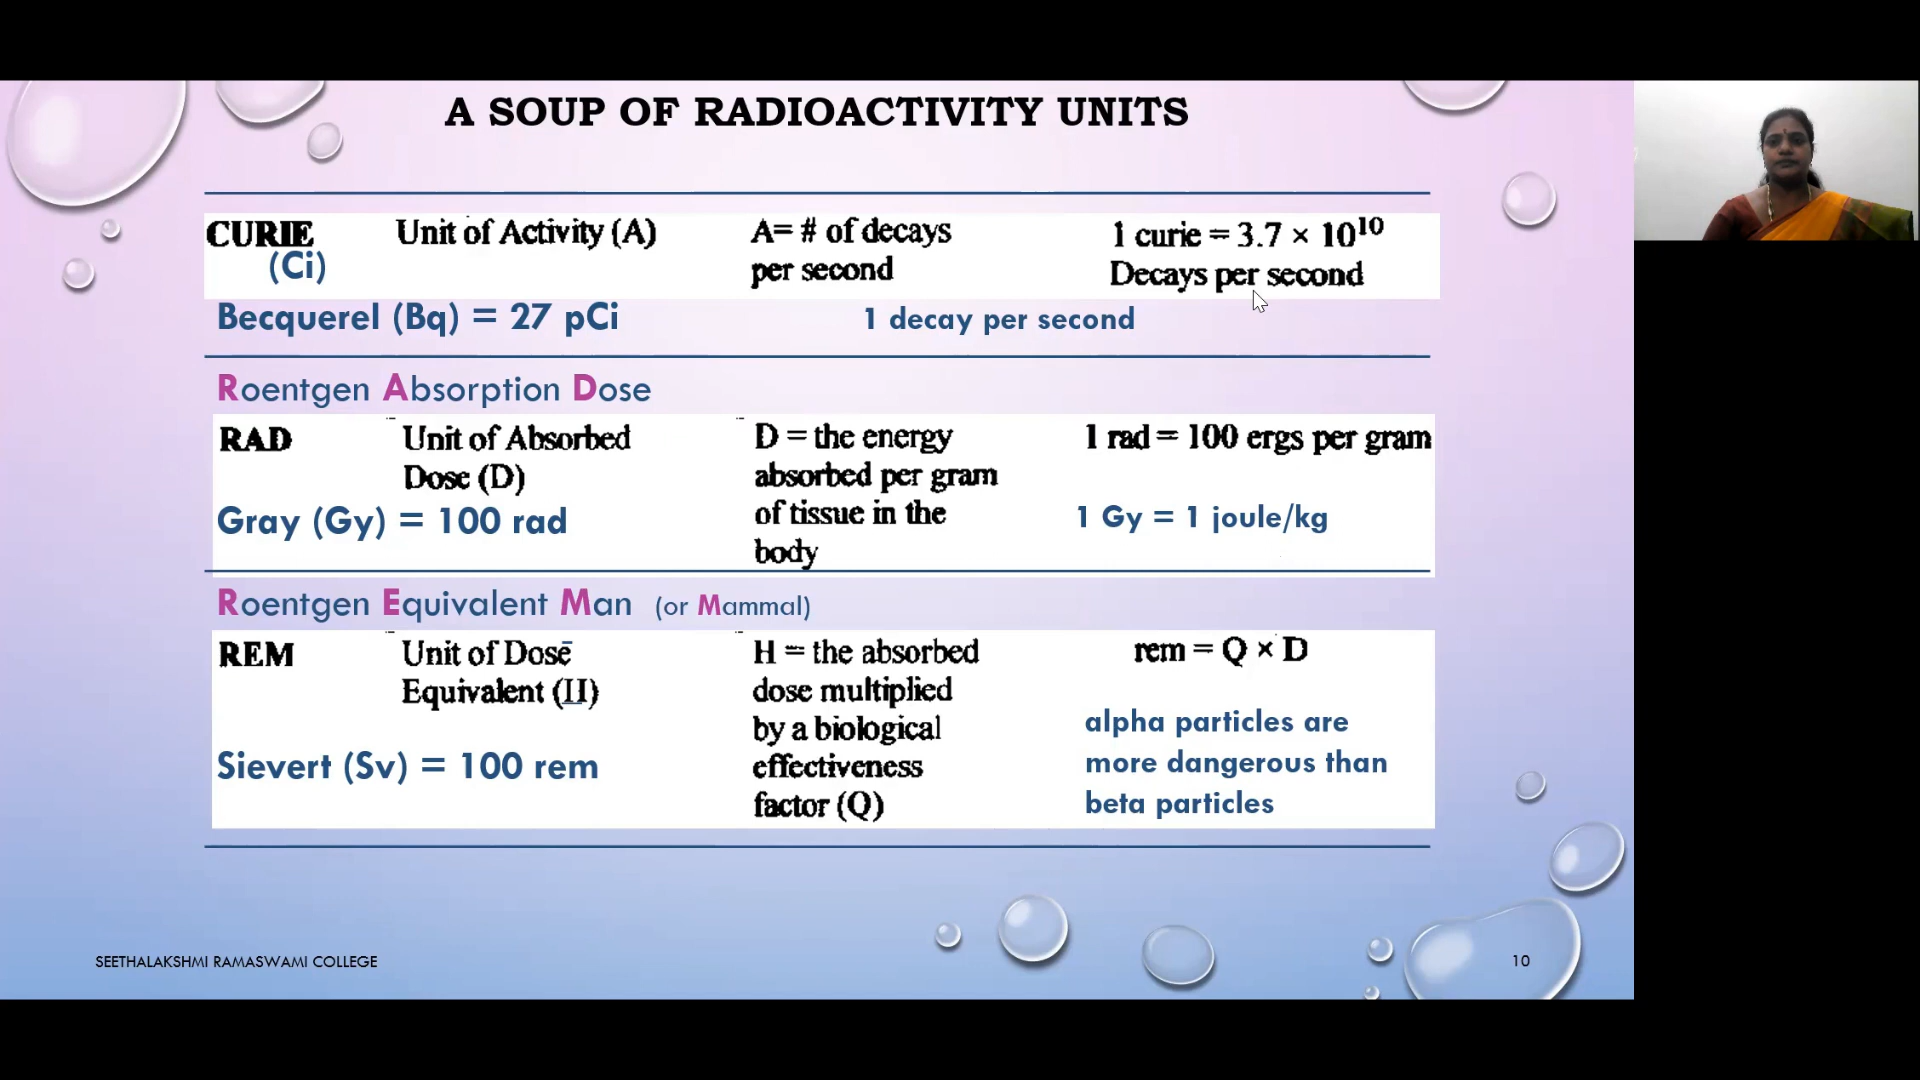 A SOUP OF RADIOACTIVITY UNITS
CURIE
(Ci)
Unit of Activity (A)
A= # of decays
per second
1 curie = 3.7 × 10¹⁰
Decays per second
Becquerel (Bq) = 27 pCi
1 decay per second
Roentgen Absorption Dose
RAD
Unit of Absorbed
Dose (D)
D = the energy
absorbed per gram
of tissue in the
body
1 rad = 100 ergs per gram
Gray (Gy) = 100 rad
1 Gy = 1 joule/kg
Roentgen Equivalent Man (or Mammal)
REM
Unit of Dose
Equivalent (H)
H = the absorbed
dose multiplied
by a biological
effectiveness
factor (Q)
rem = Q × D
alpha particles are
more dangerous than
beta particles
Sievert (Sv) = 100 rem
SEETHALAKSHMI RAMASWAMI COLLEGE
10